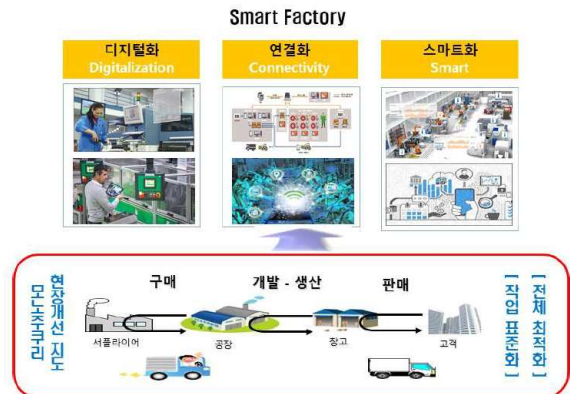 Smart Factory
디지털화
Digitalization
연결화
Connectivity
스마트화
Smart
현장개선 지도
모노즈쿠리
구매
개발 - 생산
판매
서플라이어
공장
창고
고객
[ 작업 표준화 ]
[ 전체 최적화 ]